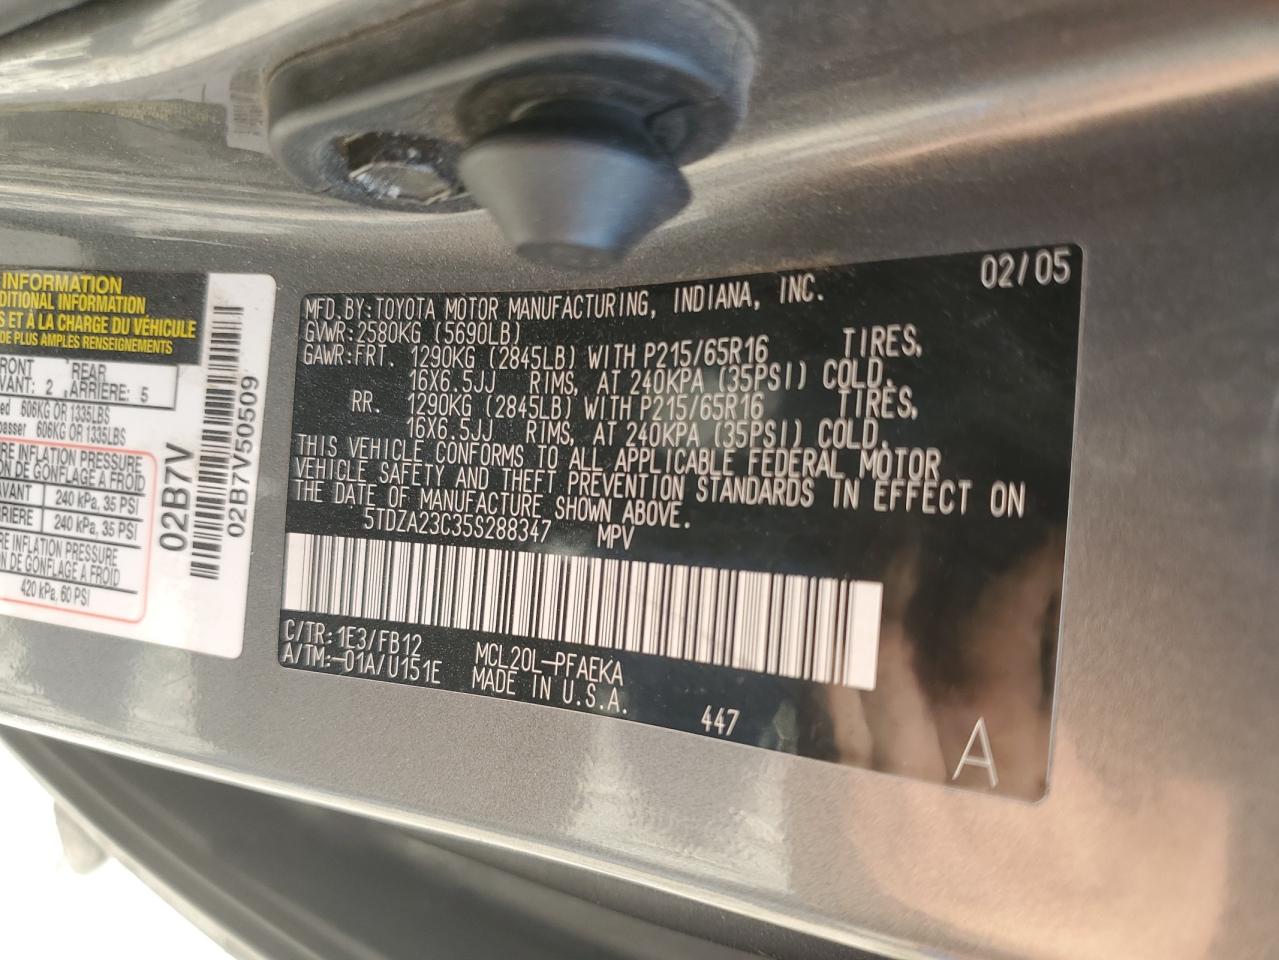 INFORMATION
DITIONAL INFORMATION
S ET À LA CHARGE DU VÉHICULE
DE PLUS AMPLES RENSEIGNEMENTS
FRONT
VANT: 2
REAR
ARRIÈRE: 5
606KG OR 1335LBS
606KG OR 1335LBS
RE INFLATION PRESSURE
DE GONFLAGE À FROID
AVANT 240 kPa, 35 PSI
RRIÈRE 240 kPa, 35 PSI
RE INFLATION PRESSURE
DE GONFLAGE À FROID
420 kPa, 60 PSI
02B7V
02B7V50509
02/05
MFD. BY: TOYOTA MOTOR MANUFACTURING, INDIANA, INC.
GVWR: 2580KG (5690LB)
GAWR: FRT. 1290KG (2845LB) WITH P215/65R16 TIRES,
16X6.5JJ RIMS, AT 240KPA (35PSI) COLD.
RR. 1290KG (2845LB) WITH P215/65R16 TIRES,
16X6.5JJ RIMS, AT 240KPA (35PSI) COLD.
THIS VEHICLE CONFORMS TO ALL APPLICABLE FEDERAL MOTOR
VEHICLE SAFETY AND THEFT PREVENTION STANDARDS IN EFFECT ON
THE DATE OF MANUFACTURE SHOWN ABOVE.
5TDZA23C35S288347 MPV
C/TR: 1E3/FB12 MCL20L-PFAEKA
A/TM: -01A/U151E MADE IN U.S.A.
447
A